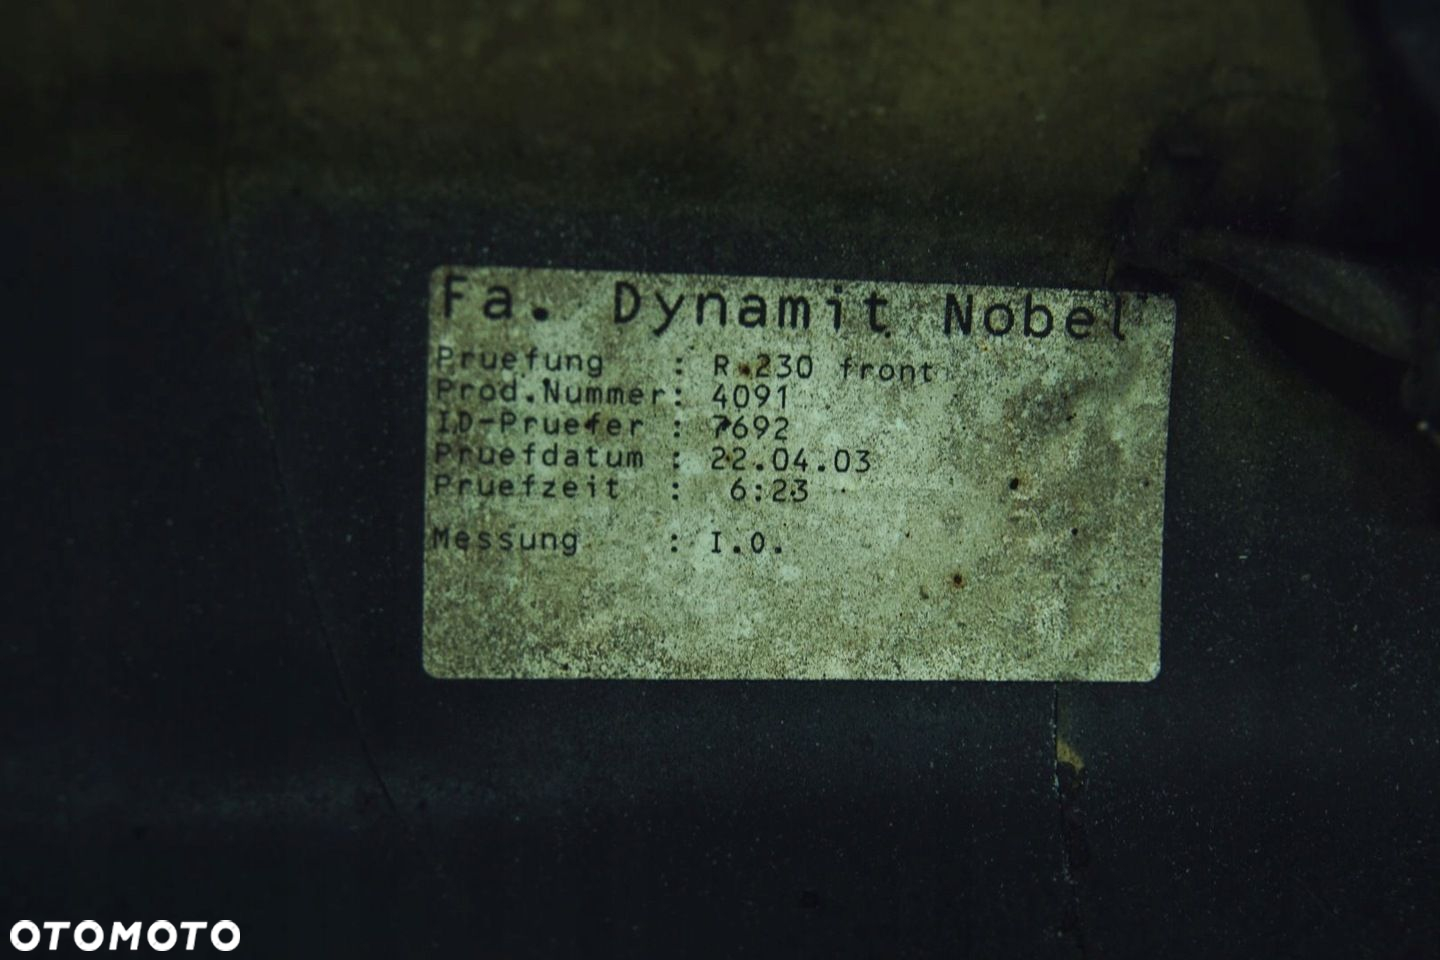 Fa. Dynamit Nobel
Pruefung : R 230 front
Prod.Nummer: 4091
ID-Pruefer : 7692
Pruefdatum : 22.04.03
Pruefzeit : 6:23
Messung : I.O.
OTOMOTO